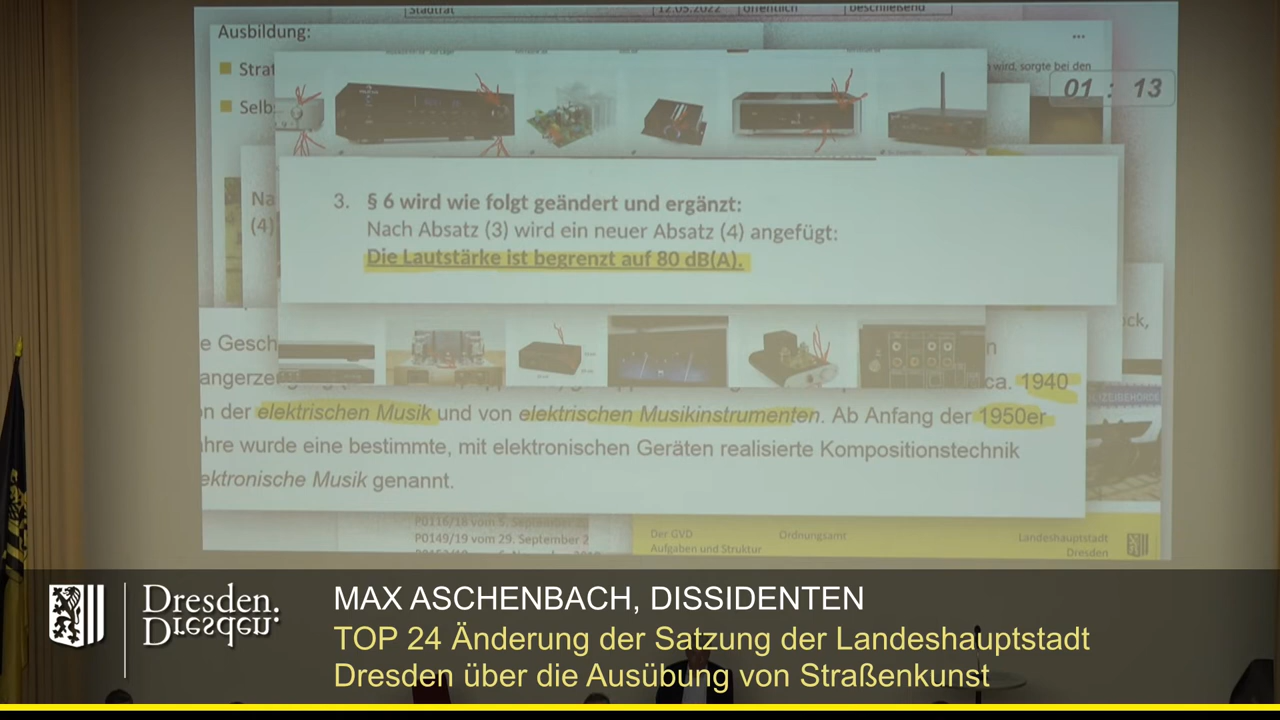 Stadtrat
12.05.2022
öffentlich
beschließend
Ausbildung:
...
wird, sorgte bei den
01 : 13
3. § 6 wird wie folgt geändert und ergänzt:
Nach Absatz (3) wird ein neuer Absatz (4) angefügt:
Die Lautstärke ist begrenzt auf 80 dB(A).
Na
(4)
e Gesch
ca. 1940
n der elektrischen Musik und von elektrischen Musikinstrumenten. Ab Anfang der 1950er
hre wurde eine bestimmte, mit elektronischen Geräten realisierte Kompositionstechnik
ektronische Musik genannt.
P0116/18 vom 5. September
P0149/19 vom 29. September 2
Der GVD
Aufgaben und Struktur
Ordnungsamt
Landeshauptstadt
Dresden
Dresden.
Dresden.
MAX ASCHENBACH, DISSIDENTEN
TOP 24 Änderung der Satzung der Landeshauptstadt
Dresden über die Ausübung von Straßenkunst